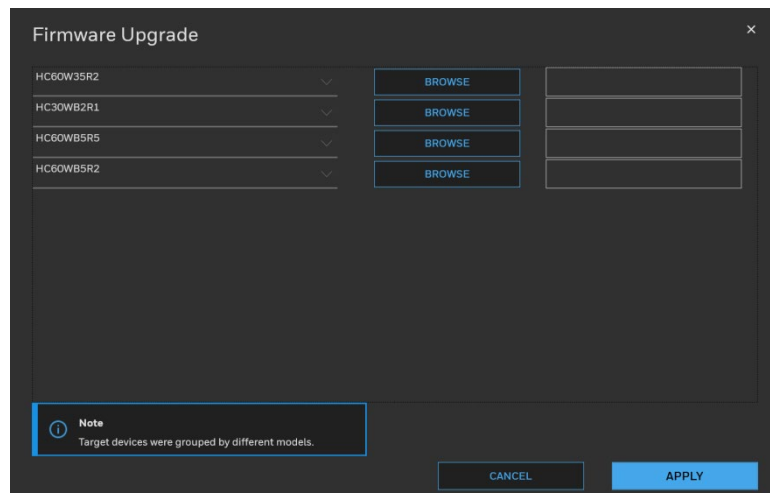 Firmware Upgrade
HC60W35R2 BROWSE
HC30WB2R1 BROWSE
HC60WB5R5 BROWSE
HC60WB5R2 BROWSE
Note
Target devices were grouped by different models.
CANCEL APPLY